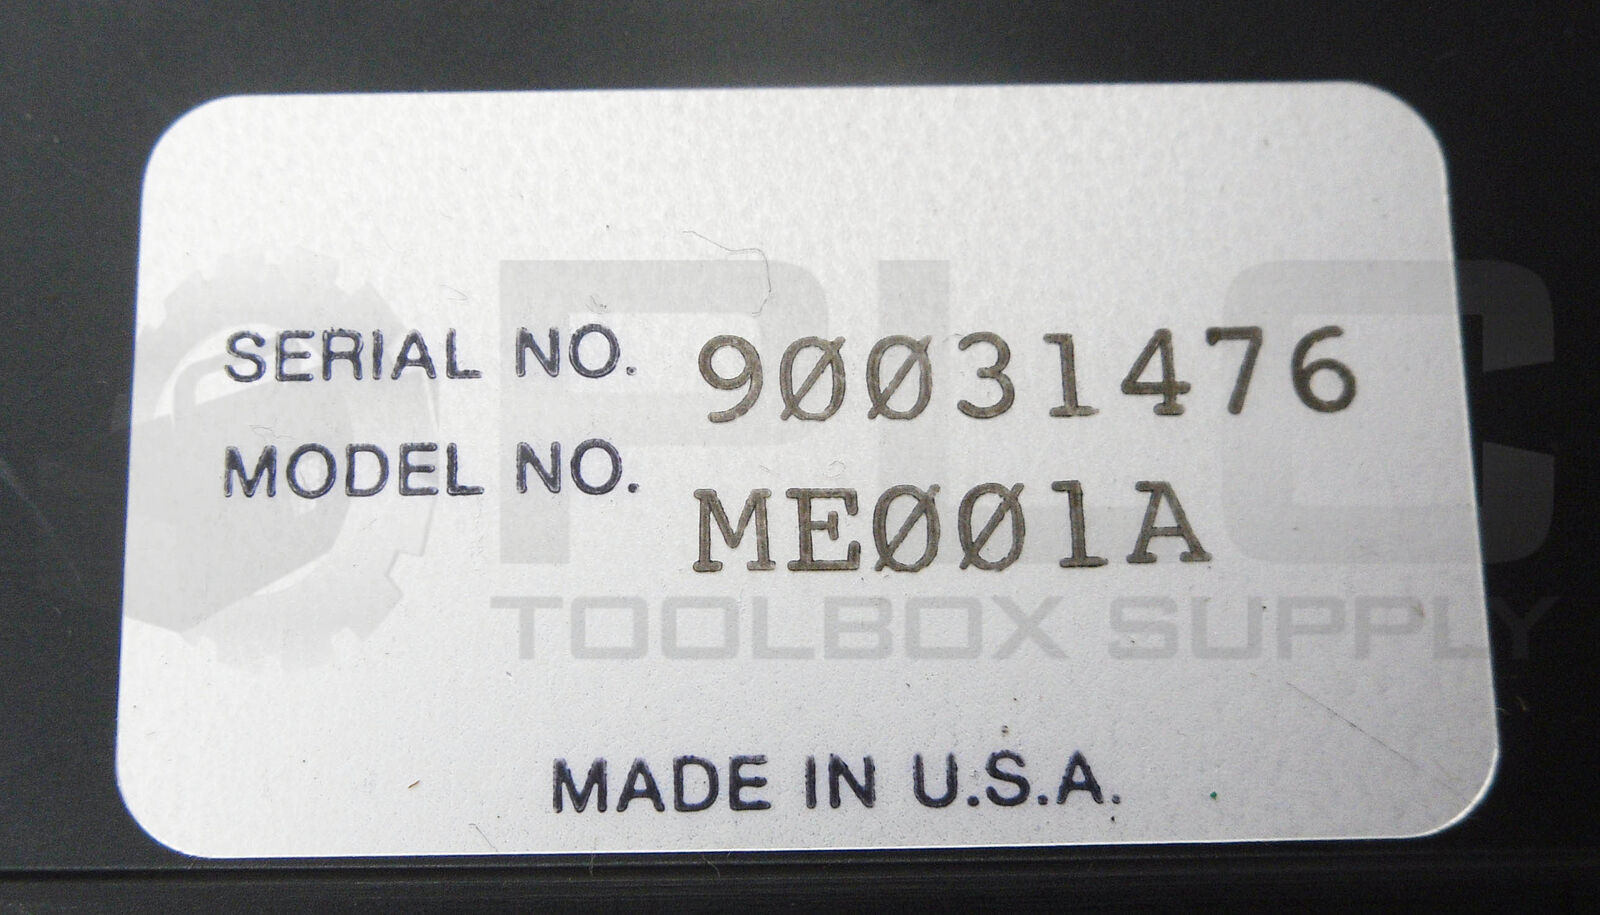 SERIAL NO. 90031476
MODEL NO. ME001A
MADE IN U.S.A.
PLC
TOOLBOX SUPPLY